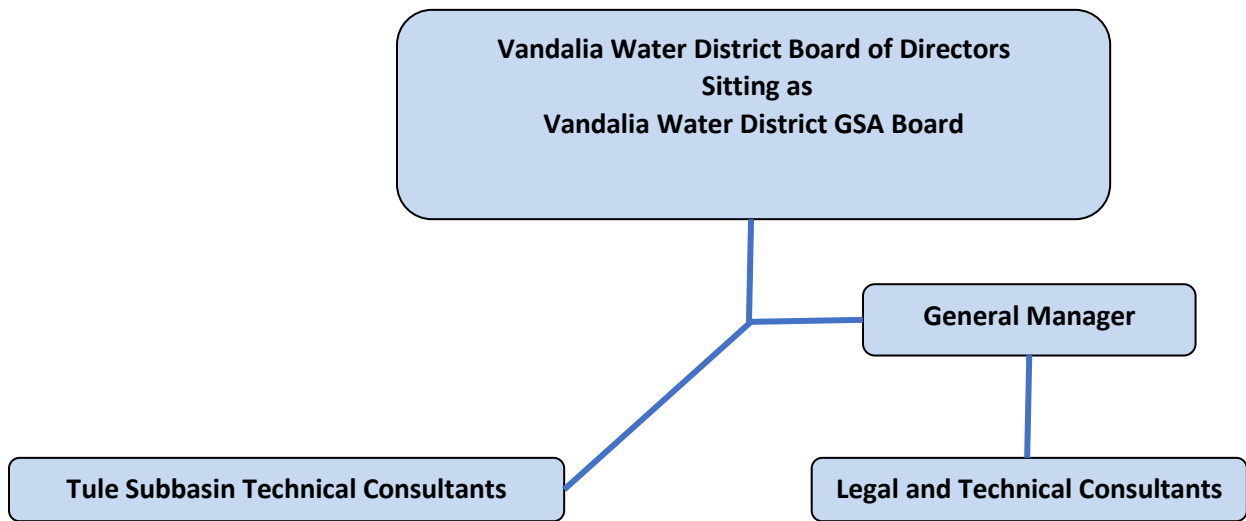 Vandalia Water District Board of Directors
Sitting as
Vandalia Water District GSA Board
General Manager
Tule Subbasin Technical Consultants
Legal and Technical Consultants